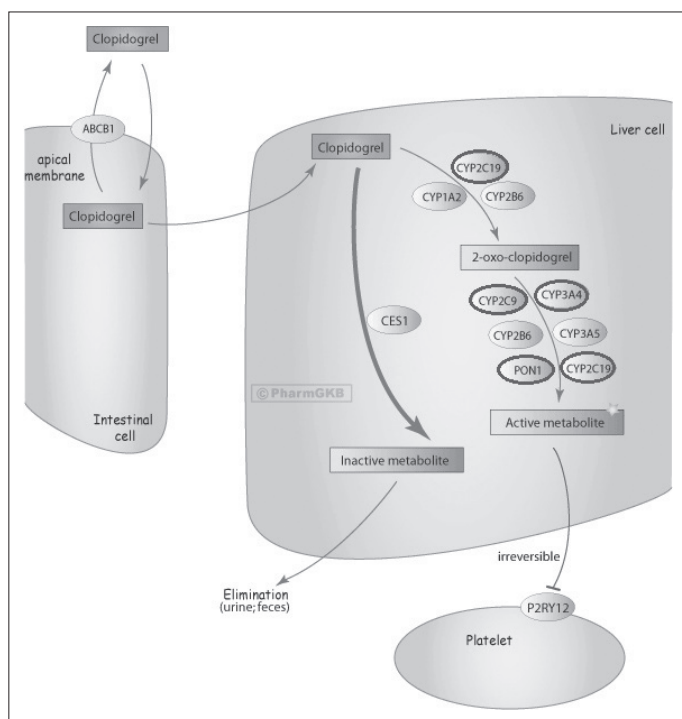 Clopidogrel
ABCB1
apical
membrane
Clopidogrel
Intestinal
cell
Liver cell
Clopidogrel
CYP2C19
CYP1A2
CYP2B6
2-oxo-clopidogrel
CYP2C9
CYP3A4
CES1
CYP2B6
CYP3A5
PON1
CYP2C19
©PharmGKB
Active metabolite
Inactive metabolite
irreversible
Elimination
(urine; feces)
P2RY12
Platelet